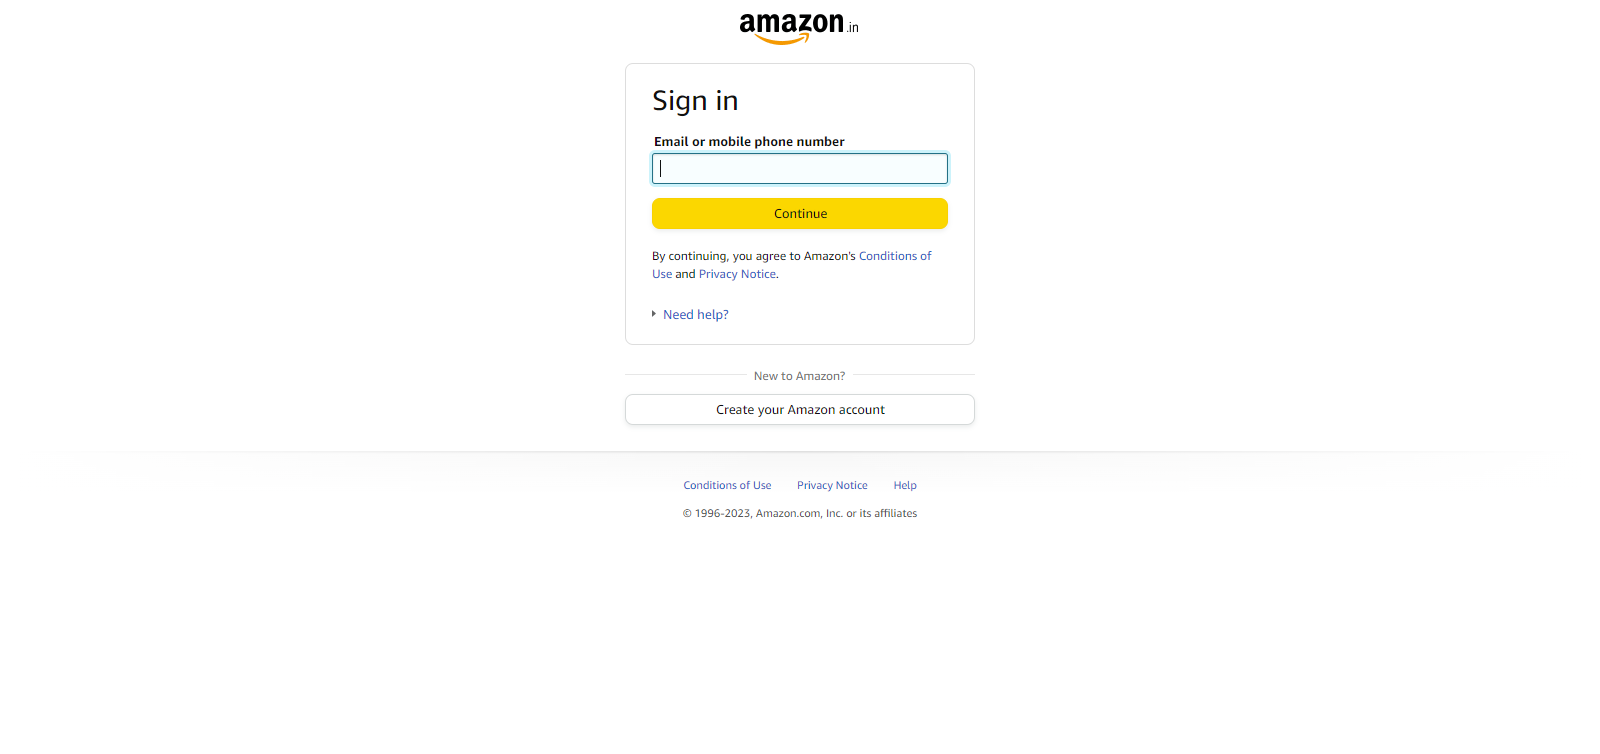 amazon.in
Sign in
Email or mobile phone number
Continue
By continuing, you agree to Amazon's Conditions of
Use and Privacy Notice.
Need help?
New to Amazon?
Create your Amazon account
Conditions of Use Privacy Notice Help
© 1996-2023, Amazon.com, Inc. or its affiliates